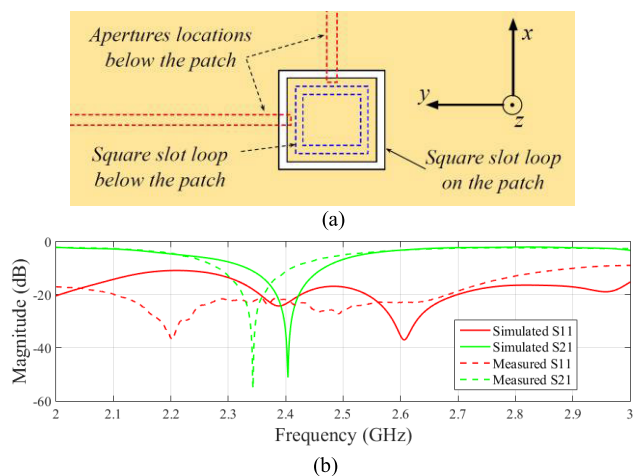 Apertures locations
below the patch
x
y
z
Square slot loop
below the patch
Square slot loop
on the patch
(a)
0
-20
-40
-60
Magnitude (dB)
Simulated S11
Simulated S21
Measured S11
Measured S21
2 2.1 2.2 2.3 2.4 2.5 2.6 2.7 2.8 2.9 3
Frequency (GHz)
(b)